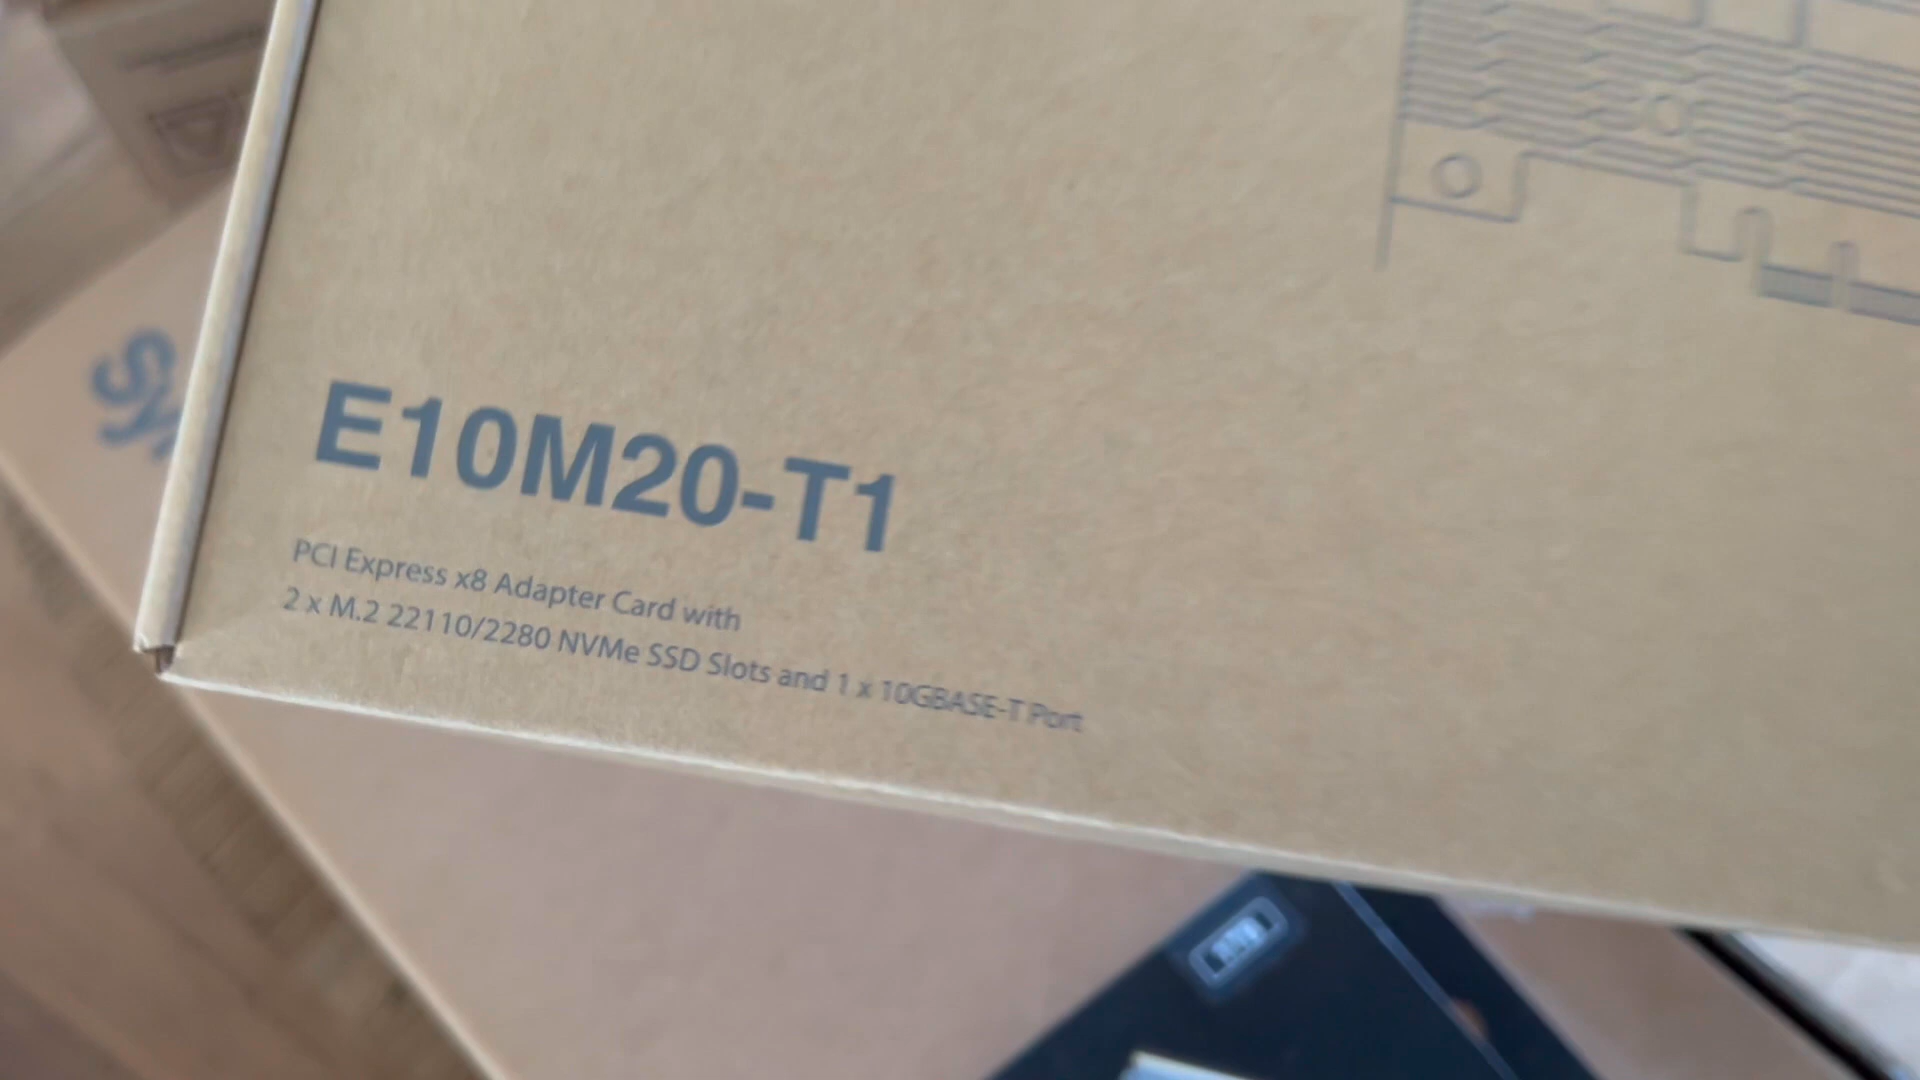 Sy
E10M20-T1
PCI Express x8 Adapter Card with
2 x M.2 22110/2280 NVMe SSD Slots and 1 x 10GBASE-T Port